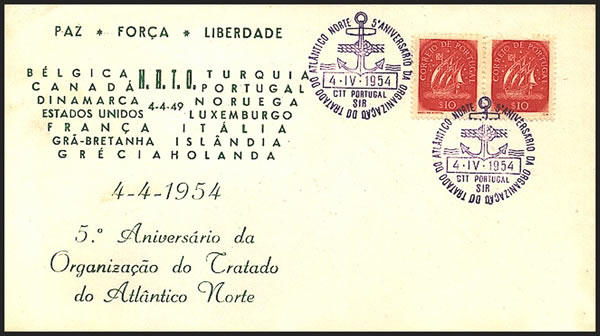 PAZ * FORÇA * LIBERDADE
BÉLGICA N.A.T.O. TURQUIA
CANADÁ PORTUGAL
DINAMARCA 4-4-49 NORUEGA
ESTADOS UNIDOS LUXEMBURGO
FRANÇA ITÁLIA
GRÃ-BRETANHA ISLÂNDIA
GRÉCIA HOLANDA
4-4-1954
5.º Aniversário da
Organização do Tratado
do Atlântico Norte
5º ANIVERSARIO DA ORGANIZAÇÃO DO TRATADO DO ATLÂNTICO NORTE
4·IV·1954
CTT PORTUGAL
SIR
CORREIO DE PORTUGAL
$10
CORREIO DE PORTUGAL
$10
5º ANIVERSARIO DA ORGANIZAÇÃO DO TRATADO DO ATLÂNTICO NORTE
4·IV·1954
CTT PORTUGAL
SIR